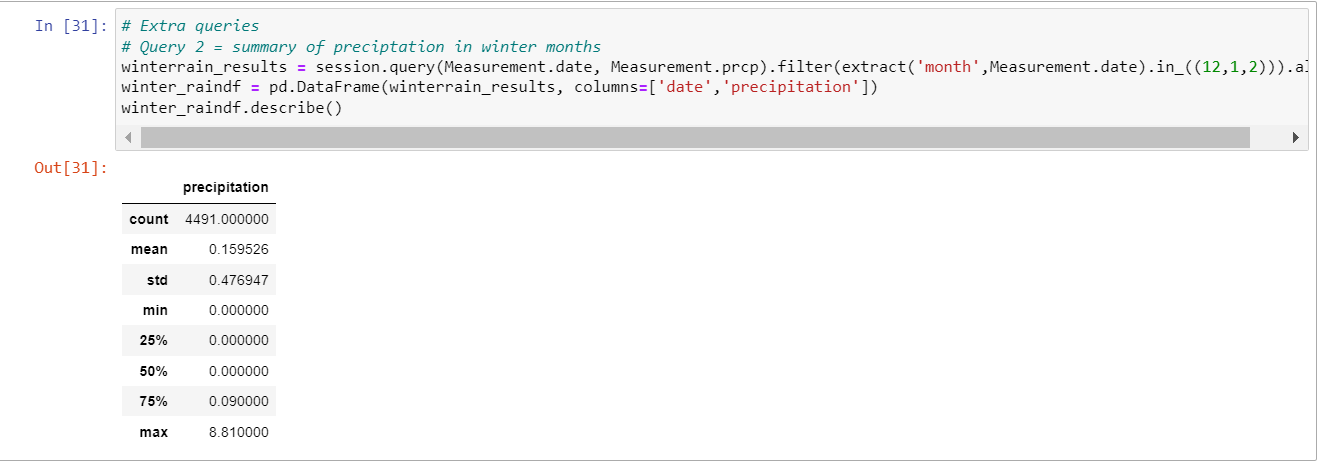 In [31]: # Extra queries
# Query 2 = summary of preciptation in winter months
winterrain_results = session.query(Measurement.date, Measurement.prcp).filter(extract('month',Measurement.date).in_((12,1,2))).al
winter_raindf = pd.DataFrame(winterrain_results, columns=['date','precipitation'])
winter_raindf.describe()
Out[31]:
precipitation
count 4491.000000
mean 0.159526
std 0.476947
min 0.000000
25% 0.000000
50% 0.000000
75% 0.090000
max 8.810000